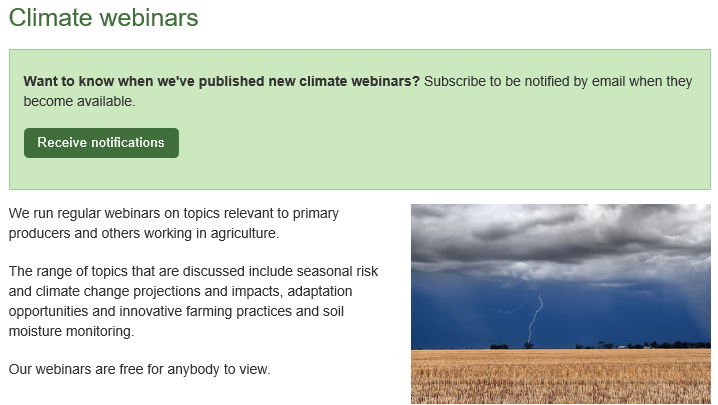 Climate webinars
Want to know when we've published new climate webinars? Subscribe to be notified by email when they
become available.
Receive notifications
We run regular webinars on topics relevant to primary
producers and others working in agriculture.
The range of topics that are discussed include seasonal risk
and climate change projections and impacts, adaptation
opportunities and innovative farming practices and soil
moisture monitoring.
Our webinars are free for anybody to view.